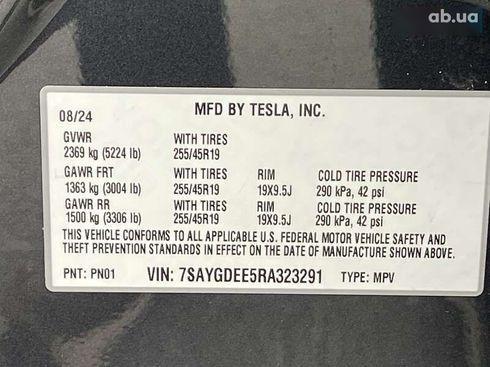 ab.ua
MFD BY TESLA, INC.
08/24
GVWR WITH TIRES
2369 kg (5224 lb) 255/45R19
GAWR FRT WITH TIRES RIM COLD TIRE PRESSURE
1363 kg (3004 lb) 255/45R19 19X9.5J 290 kPa, 42 psi
GAWR RR WITH TIRES RIM COLD TIRE PRESSURE
1500 kg (3306 lb) 255/45R19 19X9.5J 290 kPa, 42 psi
THIS VEHICLE CONFORMS TO ALL APPLICABLE U.S. FEDERAL MOTOR VEHICLE SAFETY AND
THEFT PREVENTION STANDARDS IN EFFECT ON THE DATE OF MANUFACTURE SHOWN ABOVE.
PNT: PN01 VIN: 7SAYGDEE5RA323291 TYPE: MPV